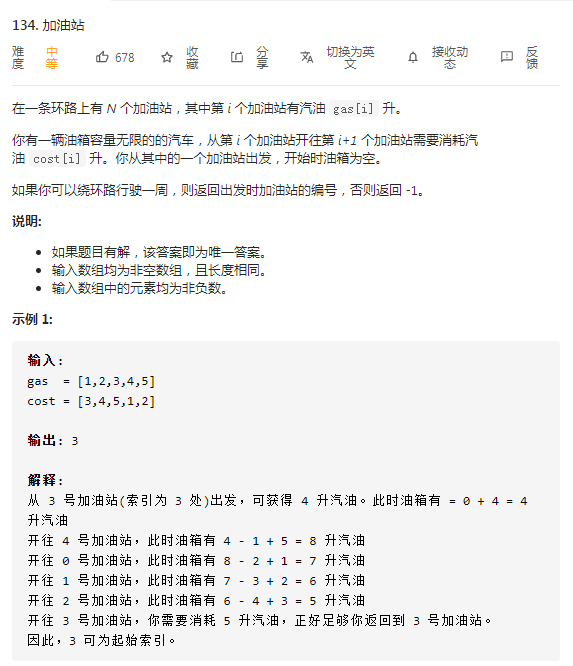 134. 加油站
难度 中等 678 收藏 分享 切换为英文 接收动态 反馈
在一条环路上有 N 个加油站，其中第 i 个加油站有汽油 gas[i] 升。
你有一辆油箱容量无限的的汽车，从第 i 个加油站开往第 i+1 个加油站需要消耗汽
油 cost[i] 升。你从其中的一个加油站出发，开始时油箱为空。
如果你可以绕环路行驶一周，则返回出发时加油站的编号，否则返回 -1。
说明:
• 如果题目有解，该答案即为唯一答案。
• 输入数组均为非空数组，且长度相同。
• 输入数组中的元素均为非负数。
示例 1:
输入:
gas  = [1,2,3,4,5]
cost = [3,4,5,1,2]
输出: 3
解释:
从 3 号加油站(索引为 3 处)出发，可获得 4 升汽油。此时油箱有 = 0 + 4 = 4
升汽油
开往 4 号加油站，此时油箱有 4 - 1 + 5 = 8 升汽油
开往 0 号加油站，此时油箱有 8 - 2 + 1 = 7 升汽油
开往 1 号加油站，此时油箱有 7 - 3 + 2 = 6 升汽油
开往 2 号加油站，此时油箱有 6 - 4 + 3 = 5 升汽油
开往 3 号加油站，你需要消耗 5 升汽油，正好足够你返回到 3 号加油站。
因此，3 可为起始索引。